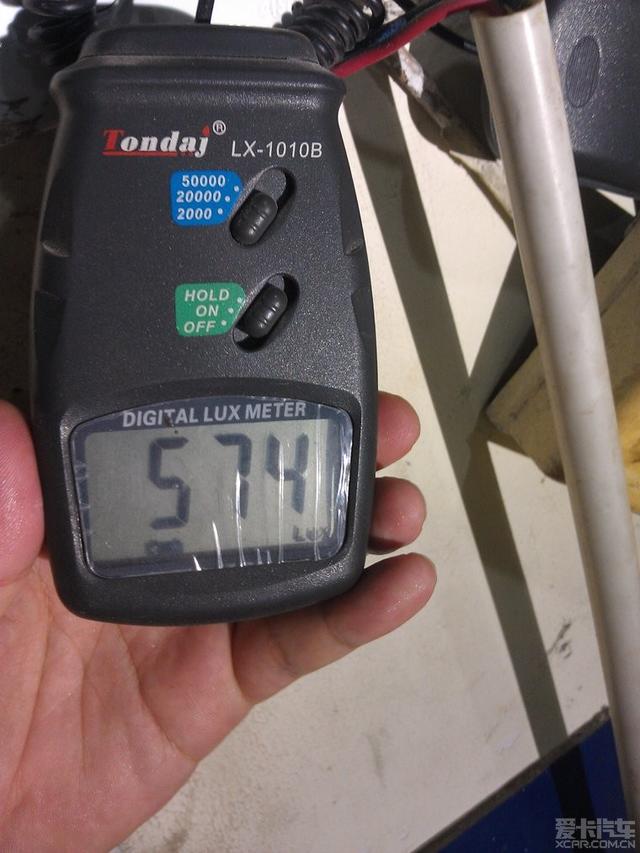 Tondaj® LX-1010B
50000
20000
2000
HOLD
ON
OFF
DIGITAL LUX METER
574
LUX
爱卡汽车
XCAR.COM.CN